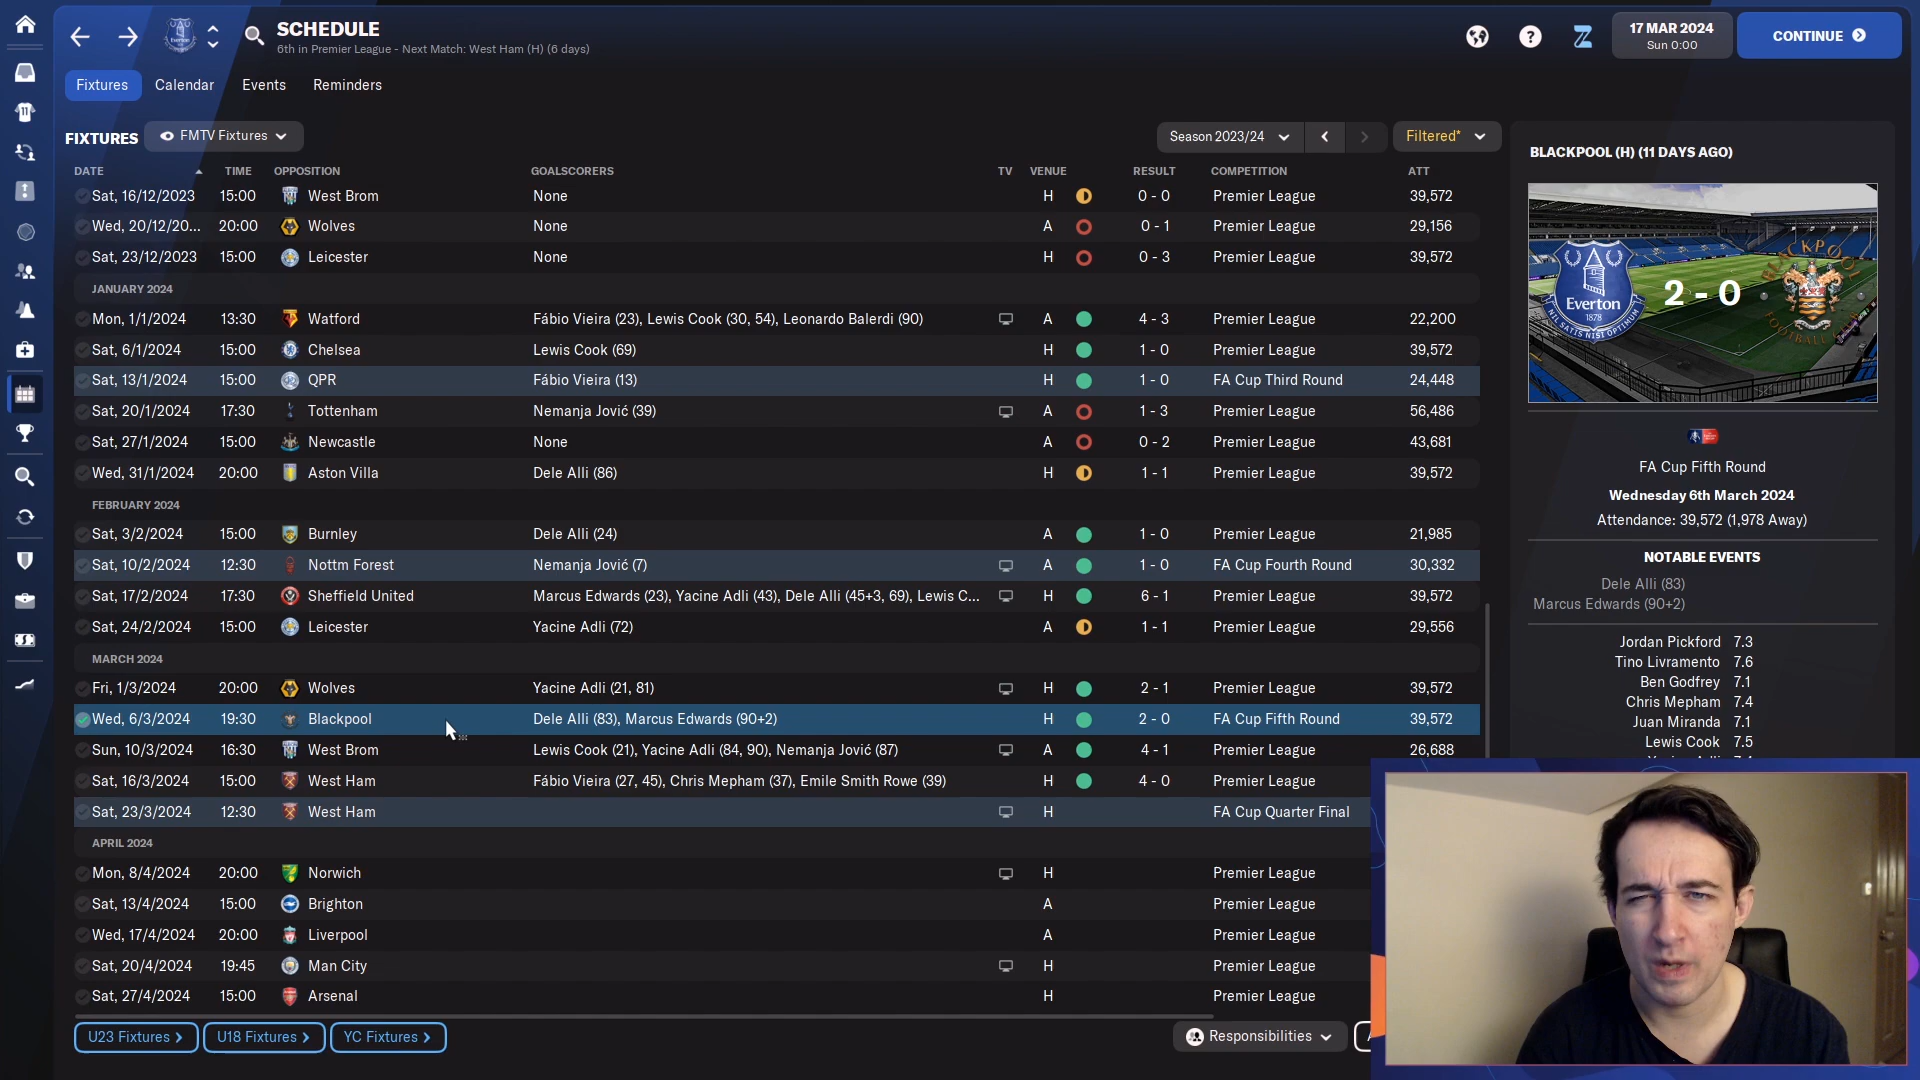 SCHEDULE
6th in Premier League - Next Match: West Ham (H) (6 days)
17 MAR 2024
Sun 0:00
CONTINUE
Fixtures Calendar Events Reminders
FIXTURES FMTV Fixtures Season 2023/24 Filtered*
DATE TIME OPPOSITION GOALSCORERS TV VENUE RESULT COMPETITION ATT
Sat, 16/12/2023 15:00 West Brom None H 0 - 0 Premier League 39,572
Wed, 20/12/20... 20:00 Wolves None A 0 - 1 Premier League 29,156
Sat, 23/12/2023 15:00 Leicester None H 0 - 3 Premier League 39,572
JANUARY 2024
Mon, 1/1/2024 13:30 Watford Fábio Vieira (23), Lewis Cook (30, 54), Leonardo Balerdi (90) A 4 - 3 Premier League 22,200
Sat, 6/1/2024 15:00 Chelsea Lewis Cook (69) H 1 - 0 Premier League 39,572
Sat, 13/1/2024 15:00 QPR Fábio Vieira (13) H 1 - 0 FA Cup Third Round 24,448
Sat, 20/1/2024 17:30 Tottenham Nemanja Jović (39) A 1 - 3 Premier League 56,486
Sat, 27/1/2024 15:00 Newcastle None A 0 - 2 Premier League 43,681
Wed, 31/1/2024 20:00 Aston Villa Dele Alli (86) H 1 - 1 Premier League 39,572
FEBRUARY 2024
Sat, 3/2/2024 15:00 Burnley Dele Alli (24) A 1 - 0 Premier League 21,985
Sat, 10/2/2024 12:30 Nottm Forest Nemanja Jović (7) A 1 - 0 FA Cup Fourth Round 30,332
Sat, 17/2/2024 17:30 Sheffield United Marcus Edwards (23), Yacine Adli (43), Dele Alli (45+3, 69), Lewis C... H 6 - 1 Premier League 39,572
Sat, 24/2/2024 15:00 Leicester Yacine Adli (72) A 1 - 1 Premier League 29,556
MARCH 2024
Fri, 1/3/2024 20:00 Wolves Yacine Adli (21, 81) H 2 - 1 Premier League 39,572
Wed, 6/3/2024 19:30 Blackpool Dele Alli (83), Marcus Edwards (90+2) H 2 - 0 FA Cup Fifth Round 39,572
Sun, 10/3/2024 16:30 West Brom Lewis Cook (21), Yacine Adli (84, 90), Nemanja Jović (87) A 4 - 1 Premier League 26,688
Sat, 16/3/2024 15:00 West Ham Fábio Vieira (27, 45), Chris Mepham (37), Emile Smith Rowe (39) H 4 - 0 Premier League
Sat, 23/3/2024 12:30 West Ham H FA Cup Quarter Final
APRIL 2024
Mon, 8/4/2024 20:00 Norwich H Premier League
Sat, 13/4/2024 15:00 Brighton A Premier League
Wed, 17/4/2024 20:00 Liverpool A Premier League
Sat, 20/4/2024 19:45 Man City H Premier League
Sat, 27/4/2024 15:00 Arsenal H Premier League
U23 Fixtures U18 Fixtures YC Fixtures Responsibilities
BLACKPOOL (H) (11 DAYS AGO)
2 - 0
Everton
1878
NIL SATIS NISI OPTIMUM
FA Cup Fifth Round
Wednesday 6th March 2024
Attendance: 39,572 (1,978 Away)
NOTABLE EVENTS
Dele Alli (83)
Marcus Edwards (90+2)
Jordan Pickford 7.3
Tino Livramento 7.6
Ben Godfrey 7.1
Chris Mepham 7.4
Juan Miranda 7.1
Lewis Cook 7.5